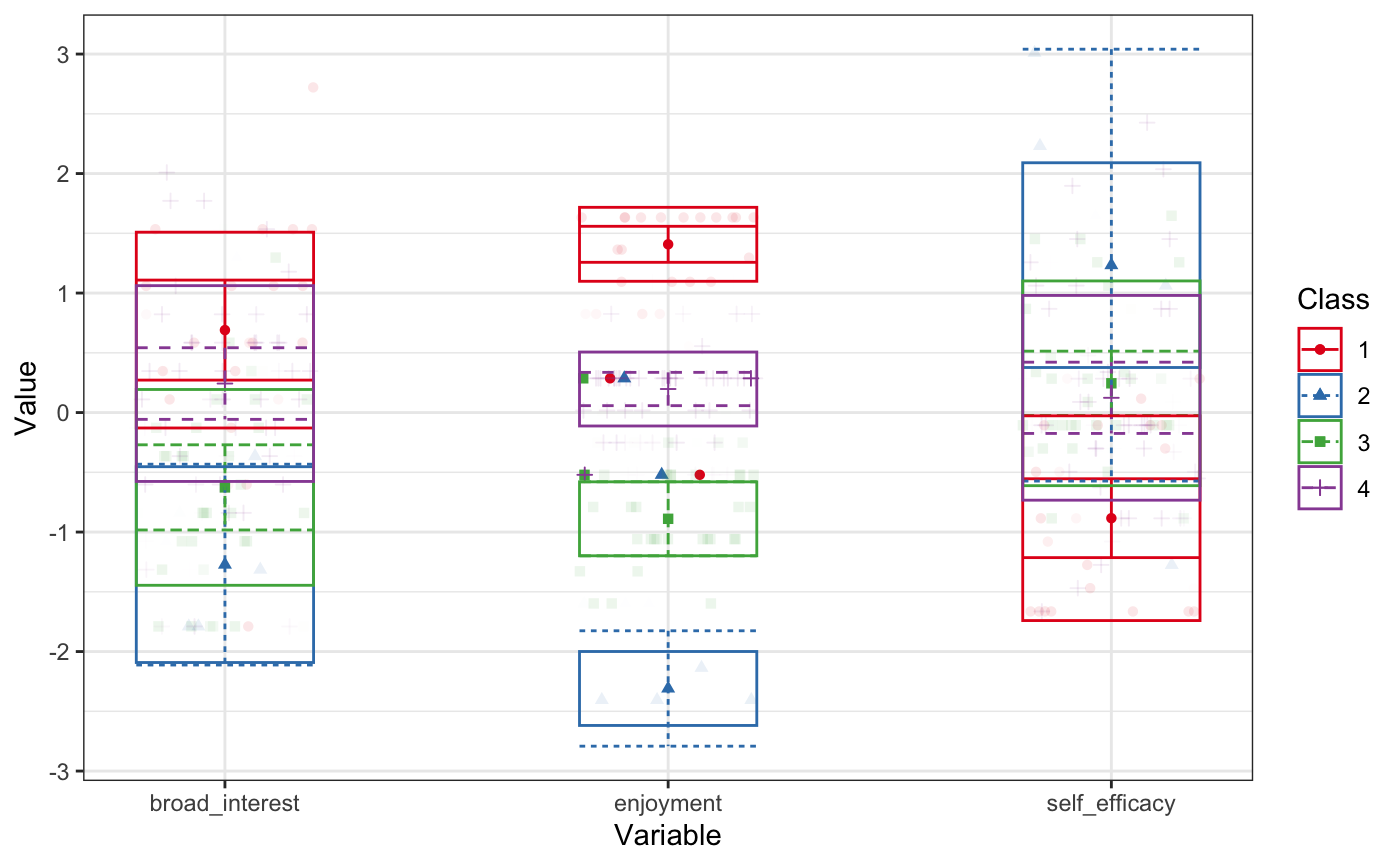 Value
3
2
1
0
-1
-2
-3
broad_interest
enjoyment
self_efficacy
Variable
Class
1
2
3
4